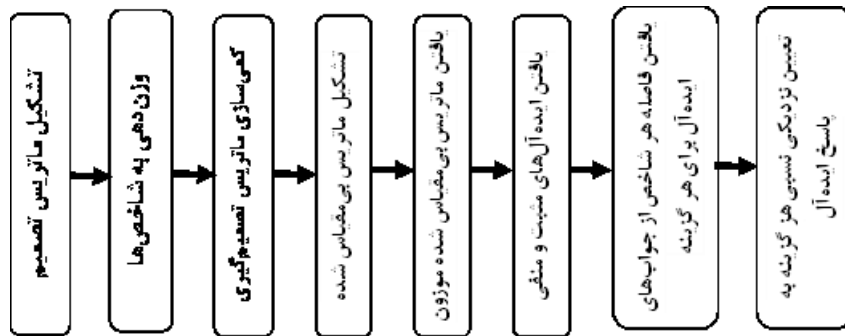 تشکیل ماتریس تصمیم
وزن‌دهی به شاخص‌ها
کمی‌سازی ماتریس تصمیم‌گیری
تشکیل ماتریس بی‌مقیاس شده
یافتن ماتریس بی‌مقیاس شده موزون
یافتن ایده‌آل‌های مثبت و منفی
یافتن فاصله هر شاخص از جواب‌های
ایده‌آل برای هر گزینه
تعیین نزدیکی نسبی هر گزینه به
پاسخ ایده‌آل